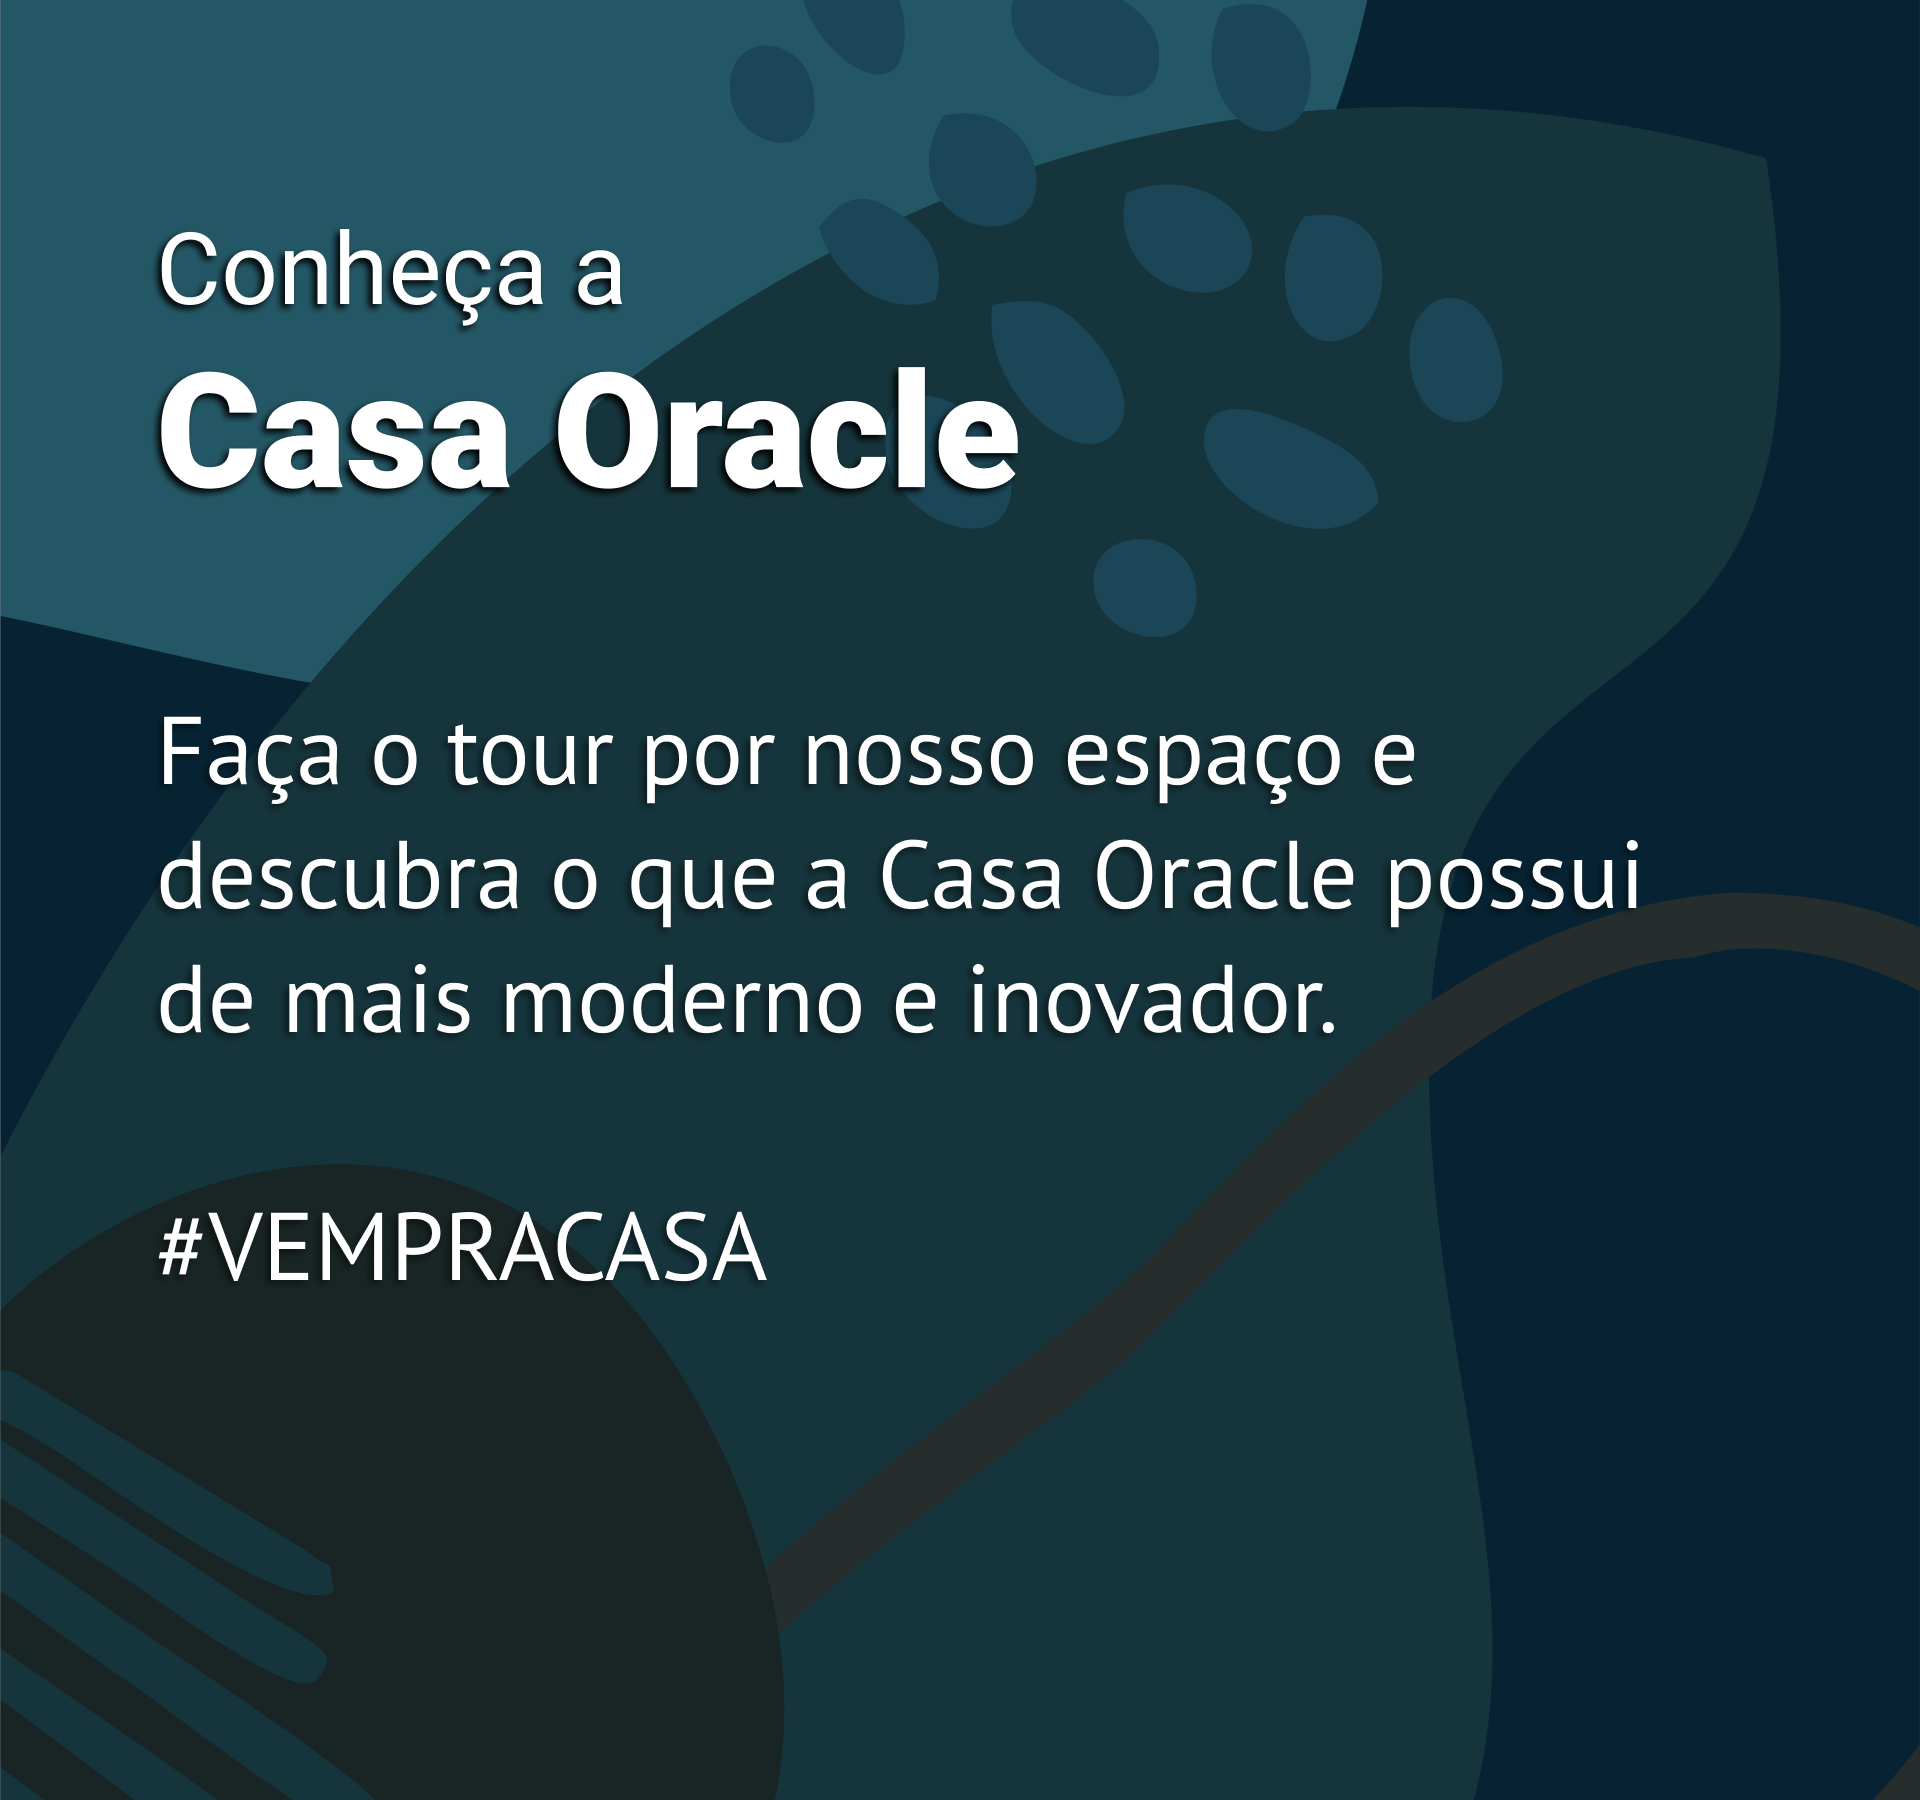 Conheça a
Casa Oracle
Faça o tour por nosso espaço e
descubra o que a Casa Oracle possui
de mais moderno e inovador.
#VEMPRACASA